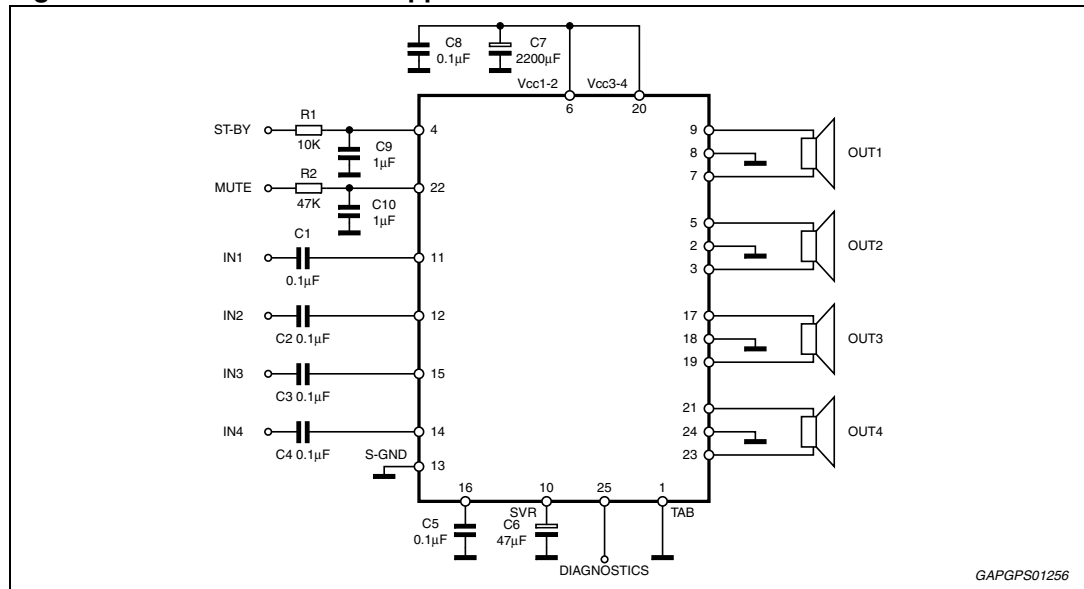 C8
0.1µF
C7
2200µF
Vcc1-2
Vcc3-4
6
20
ST-BY
R1
10K
4
C9
1µF
MUTE
R2
47K
22
C10
1µF
IN1
C1
0.1µF
11
IN2
C2 0.1µF
12
IN3
C3 0.1µF
15
IN4
C4 0.1µF
14
S-GND
13
9
8
7
OUT1
5
2
3
OUT2
17
18
19
OUT3
21
24
23
OUT4
16
10
25
1
SVR
TAB
C5
0.1µF
C6
47µF
DIAGNOSTICS
GAPGPS01256